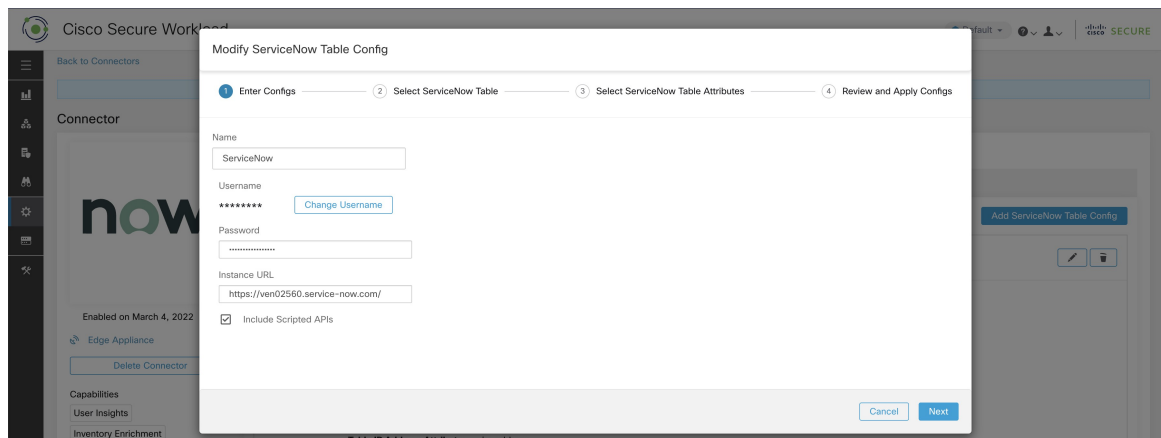 Cisco Secure Workload
Default
CISCO SECURE
Back to Connectors
Connector
now
Enabled on March 4, 2022
Edge Appliance
Delete Connector
Capabilities
User Insights
Inventory Enrichment
Add ServiceNow Table Config
Modify ServiceNow Table Config
1 Enter Configs 2 Select ServiceNow Table 3 Select ServiceNow Table Attributes 4 Review and Apply Configs
Name
ServiceNow
Username
******** Change Username
Password
Instance URL
https://ven02560.service-now.com/
Include Scripted APIs
Cancel Next